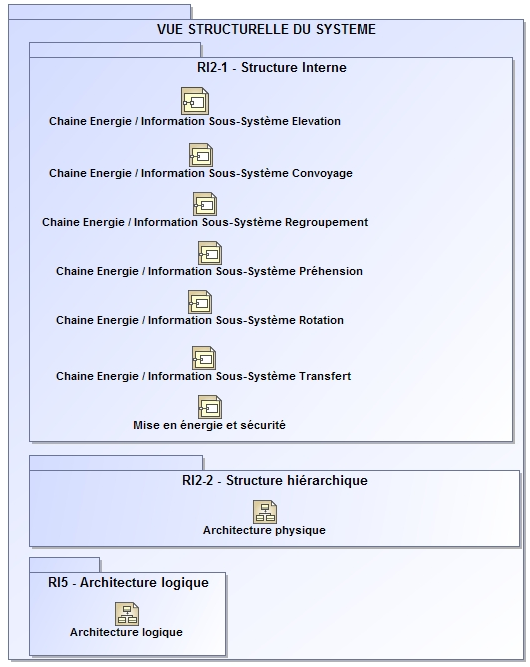 VUE STRUCTURELLE DU SYSTEME
RI2-1 - Structure Interne
Chaine Energie / Information Sous-Système Elevation
Chaine Energie / Information Sous-Système Convoyage
Chaine Energie / Information Sous-Système Regroupement
Chaine Energie / Information Sous-Système Préhension
Chaine Energie / Information Sous-Système Rotation
Chaine Energie / Information Sous-Système Transfert
Mise en énergie et sécurité
RI2-2 - Structure hiérarchique
Architecture physique
RI5 - Architecture logique
Architecture logique